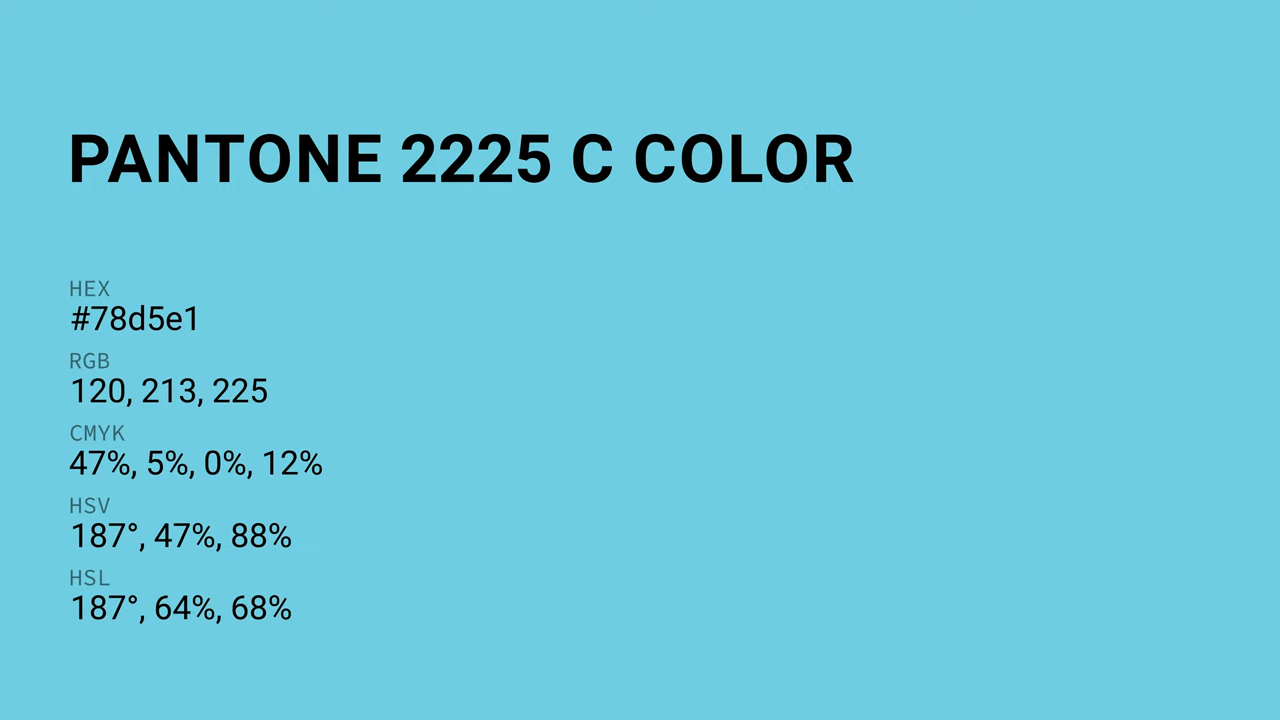 PANTONE 2225 C COLOR
HEX
#78d5e1
RGB
120, 213, 225
CMYK
47%, 5%, 0%, 12%
HSV
187°, 47%, 88%
HSL
187°, 64%, 68%